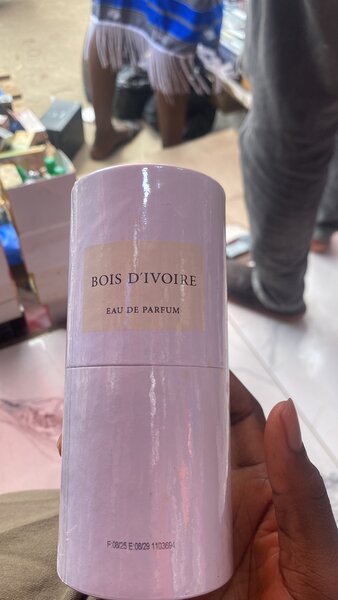 BOIS D'IVOIRE
EAU DE PARFUM
F:08/25 E:08/29 1103694